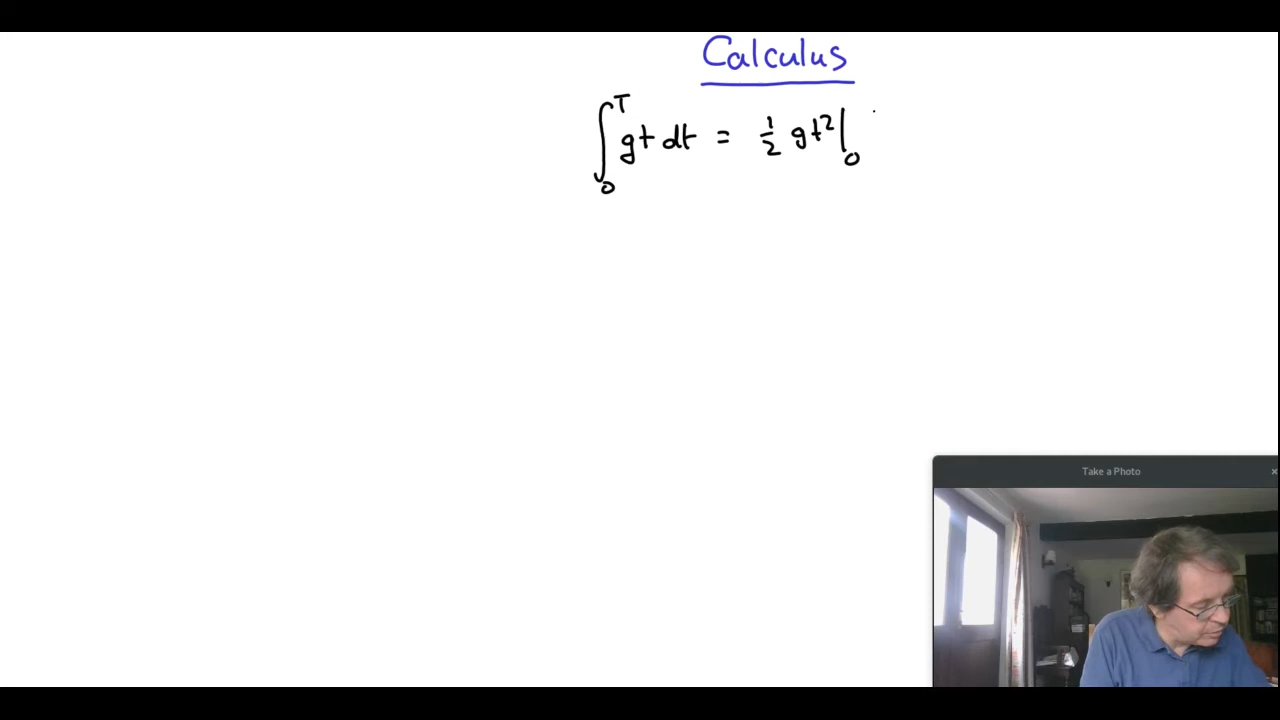 Calculus
∫₀ᵀ gt dt = ½ gt²|₀
Take a Photo ×